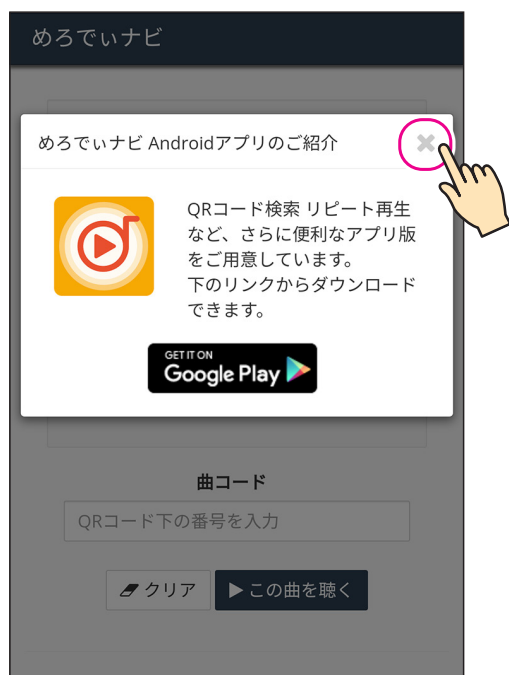 めろでぃナビ
めろでぃナビ Androidアプリのご紹介
QRコード検索 リピート再生
など、さらに便利なアプリ版
をご用意しています。
下のリンクからダウンロード
できます。
GET IT ON
Google Play
曲コード
QRコード下の番号を入力
クリア
この曲を聴く